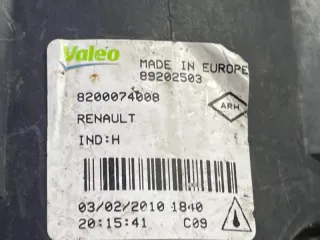 Valeo
MADE IN EUROPE
89202503
8200074008
ARH
RENAULT
IND:H
03/02/2010 1840
20:15:41 C09